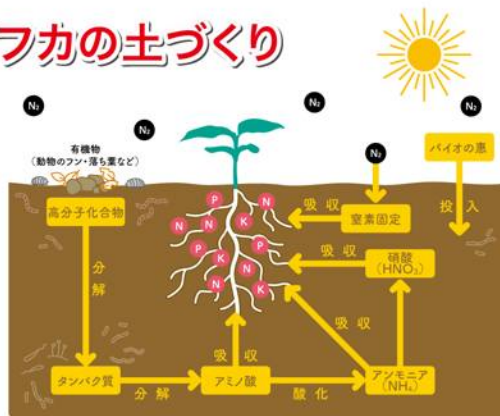 フカの土づくり
N₂
N₂
N₂
N₂
N₂
有機物
(動物のフン・落ち葉など)
バイオの恵
高分子化合物
P
N
N
K
N
P
P
K
N
K
N
K
吸収
窒素固定
投入
吸収
硝酸
(HNO₃)
分解
吸収
吸収
タンパク質
分解
アミノ酸
酸化
アンモニア
(NH₄)